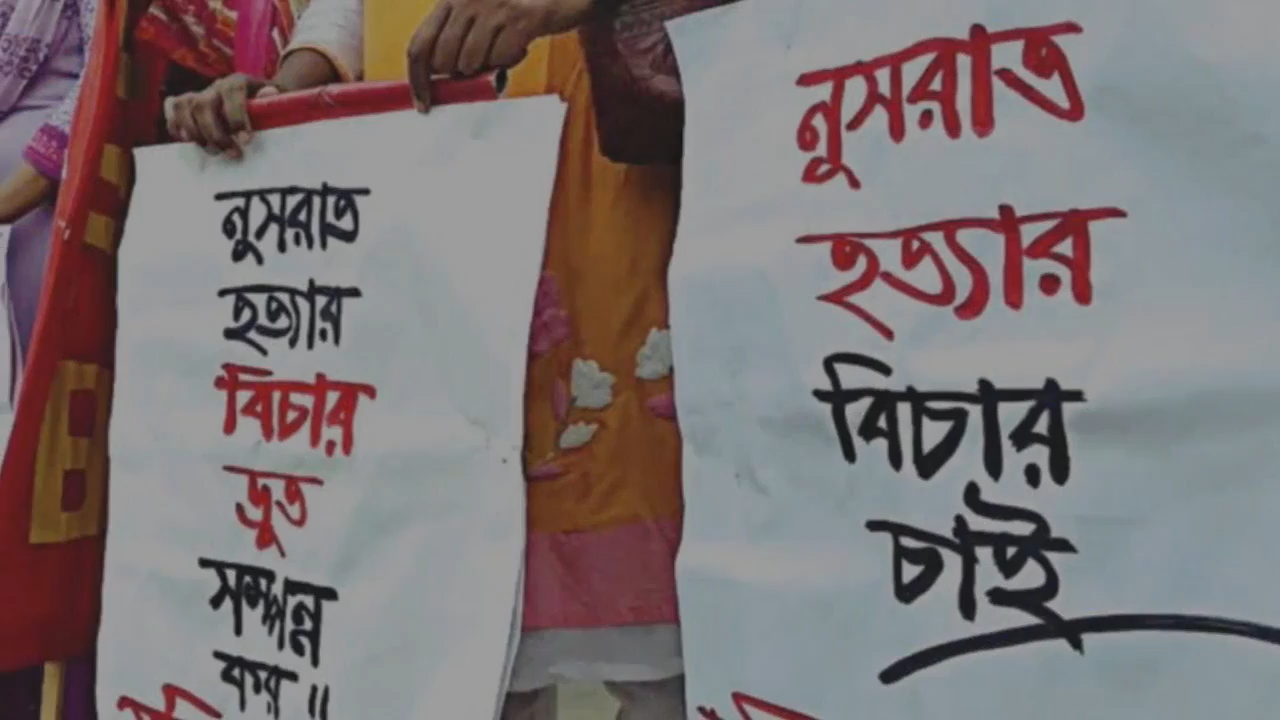 নুসরাত
হত্যার
বিচার
দ্রুত
সম্পন্ন
কর॥
নুসরাত
হত্যার
বিচার
চাই